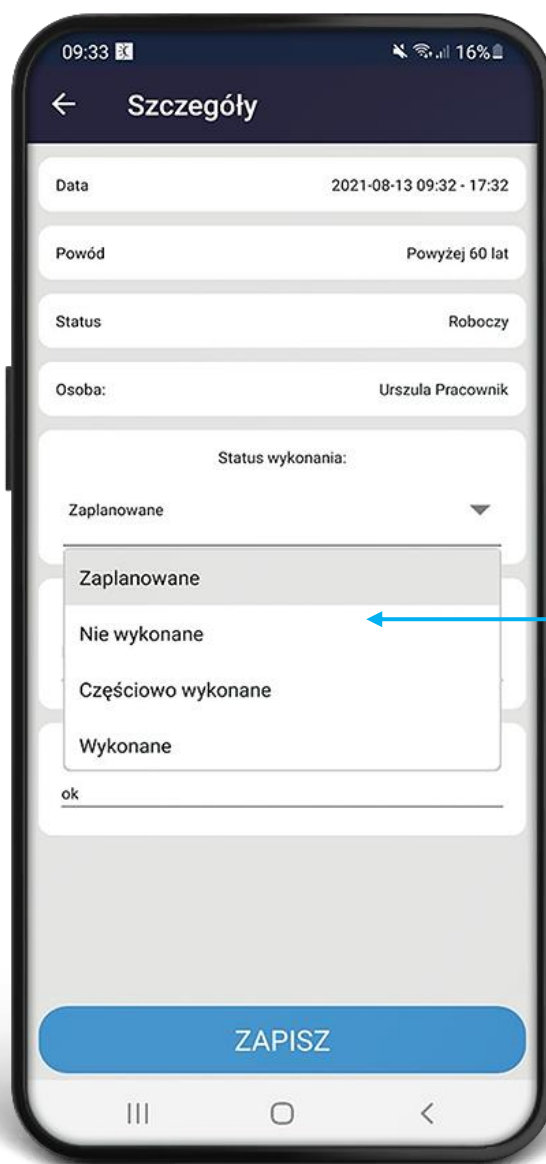 09:33 16%
Szczegóły
Data 2021-08-13 09:32 - 17:32
Powód Powyżej 60 lat
Status Roboczy
Osoba: Urszula Pracownik
Status wykonania:
Zaplanowane
Zaplanowane
Nie wykonane
Częściowo wykonane
Wykonane
ok
ZAPISZ